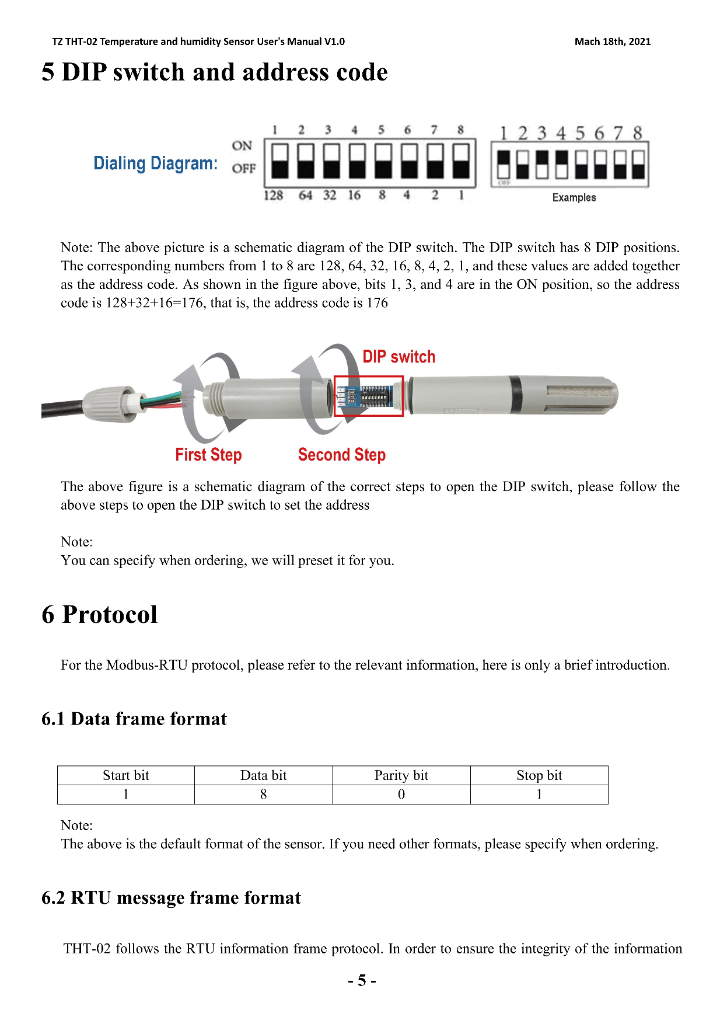 TZ THT-02 Temperature and humidity Sensor User's Manual V1.0 Mach 18th, 2021
5 DIP switch and address code
1 2 3 4 5 6 7 8
1 2 3 4 5 6 7 8
ON
Dialing Diagram: OFF
OFF
128 64 32 16 8 4 2 1
Examples
Note: The above picture is a schematic diagram of the DIP switch. The DIP switch has 8 DIP positions.
The corresponding numbers from 1 to 8 are 128, 64, 32, 16, 8, 4, 2, 1, and these values are added together
as the address code. As shown in the figure above, bits 1, 3, and 4 are in the ON position, so the address
code is 128+32+16=176, that is, the address code is 176
DIP switch
First Step Second Step
The above figure is a schematic diagram of the correct steps to open the DIP switch, please follow the
above steps to open the DIP switch to set the address
Note:
You can specify when ordering, we will preset it for you.
6 Protocol
For the Modbus-RTU protocol, please refer to the relevant information, here is only a brief introduction.
6.1 Data frame format
Start bit Data bit Parity bit Stop bit
1 8 0 1
Note:
The above is the default format of the sensor. If you need other formats, please specify when ordering.
6.2 RTU message frame format
THT-02 follows the RTU information frame protocol. In order to ensure the integrity of the information
- 5 -